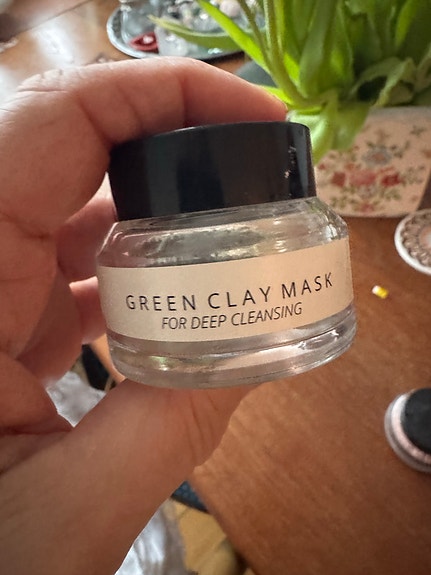 GREEN CLAY MASK
FOR DEEP CLEANSING